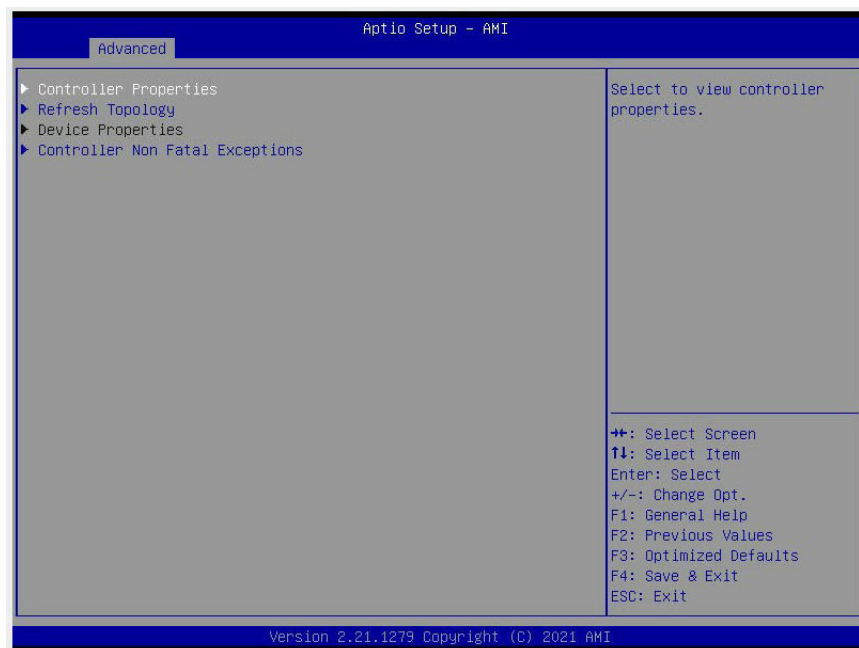 Aptio Setup - AMI
Advanced
Controller Properties
Refresh Topology
Device Properties
Controller Non Fatal Exceptions
Select to view controller
properties.
→←: Select Screen
↑↓: Select Item
Enter: Select
+/-: Change Opt.
F1: General Help
F2: Previous Values
F3: Optimized Defaults
F4: Save & Exit
ESC: Exit
Version 2.21.1279 Copyright (C) 2021 AMI